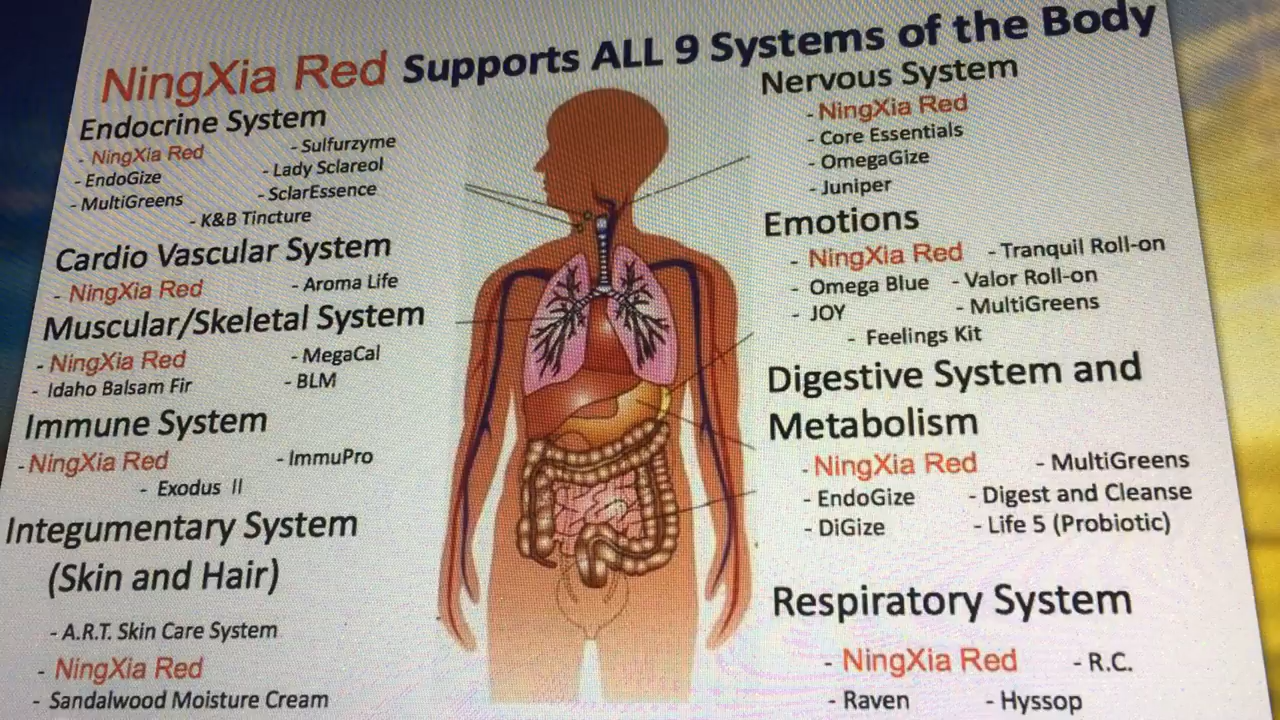 NingXia Red Supports ALL 9 Systems of the Body
Endocrine System
- NingXia Red - Sulfurzyme
- EndoGize - Lady Sclareol
- MultiGreens - SclarEssence
- K&B Tincture
Cardio Vascular System
- NingXia Red - Aroma Life
Muscular/Skeletal System
- NingXia Red - MegaCal
- Idaho Balsam Fir - BLM
Immune System
- NingXia Red - ImmuPro
- Exodus II
Integumentary System
(Skin and Hair)
- A.R.T. Skin Care System
- NingXia Red
- Sandalwood Moisture Cream
Nervous System
- NingXia Red
- Core Essentials
- OmegaGize
- Juniper
Emotions
- NingXia Red - Tranquil Roll-on
- Omega Blue - Valor Roll-on
- JOY - MultiGreens
- Feelings Kit
Digestive System and
Metabolism
- NingXia Red - MultiGreens
- EndoGize - Digest and Cleanse
- DiGize - Life 5 (Probiotic)
Respiratory System
- NingXia Red - R.C.
- Raven - Hyssop